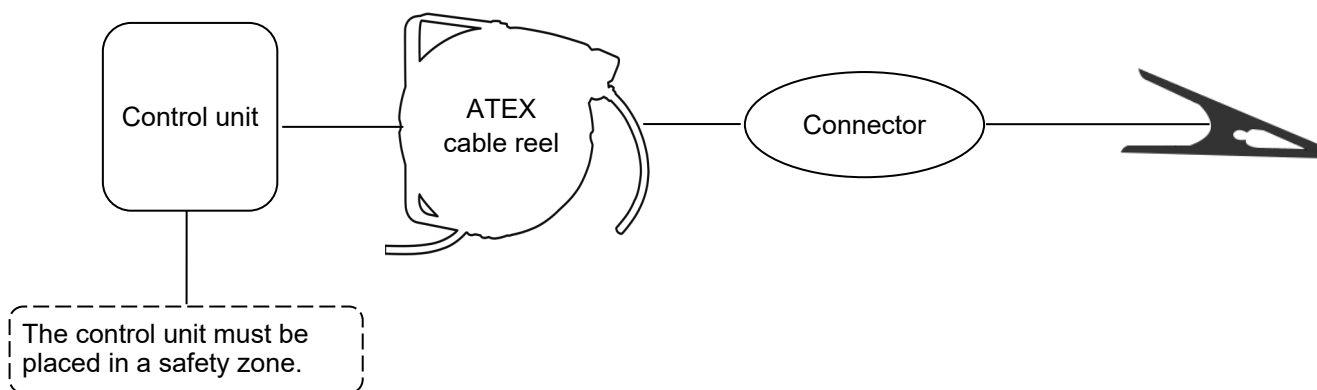 Control unit
ATEX
cable reel
Connector
The control unit must be
placed in a safety zone.